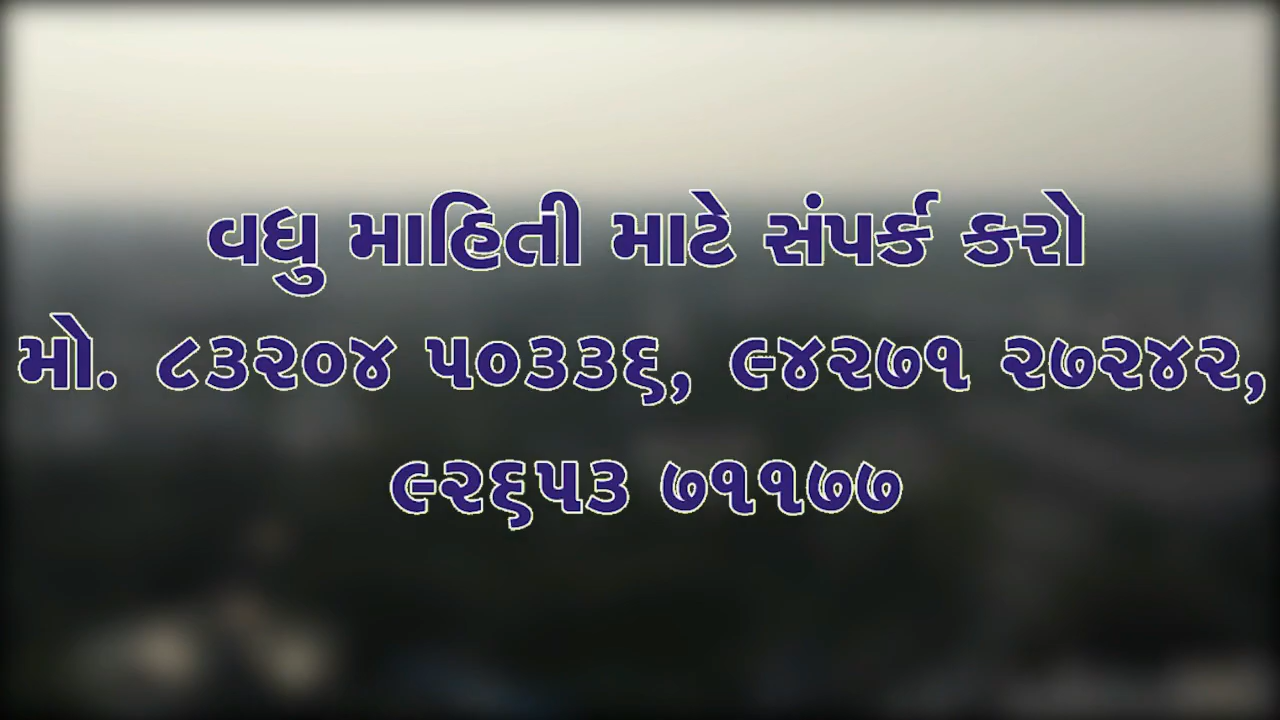 વધુ માહિતી માટે સંપર્ક કરો
મો. ૮૩૨૦૪ ૫૦૩૩૬, ૯૪૨૭૧ ૨૭૨૪૨,
૯૨૬૫૩ ૭૧૧૭૭